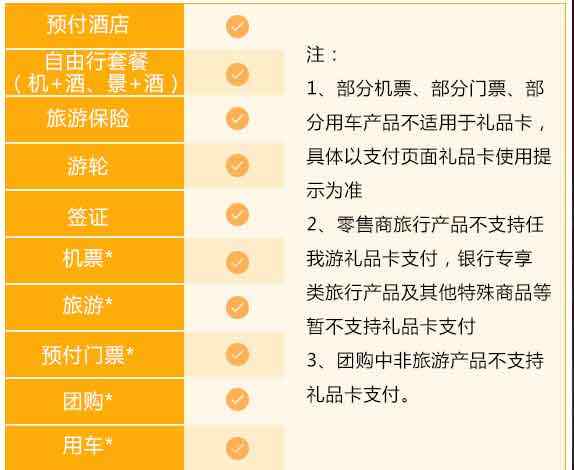 预付酒店
自由行套餐
（机+酒、景+酒）
旅游保险
游轮
签证
机票*
旅游*
预付门票*
团购*
用车*
注：
1、部分机票、部分门票、部
分用车产品不适用于礼品卡，
具体以支付页面礼品卡使用提
示为准
2、零售商旅行产品不支持任
我游礼品卡支付，银行专享
类旅行产品及其他特殊商品等
暂不支持礼品卡支付
3、团购中非旅游产品不支持
礼品卡支付。